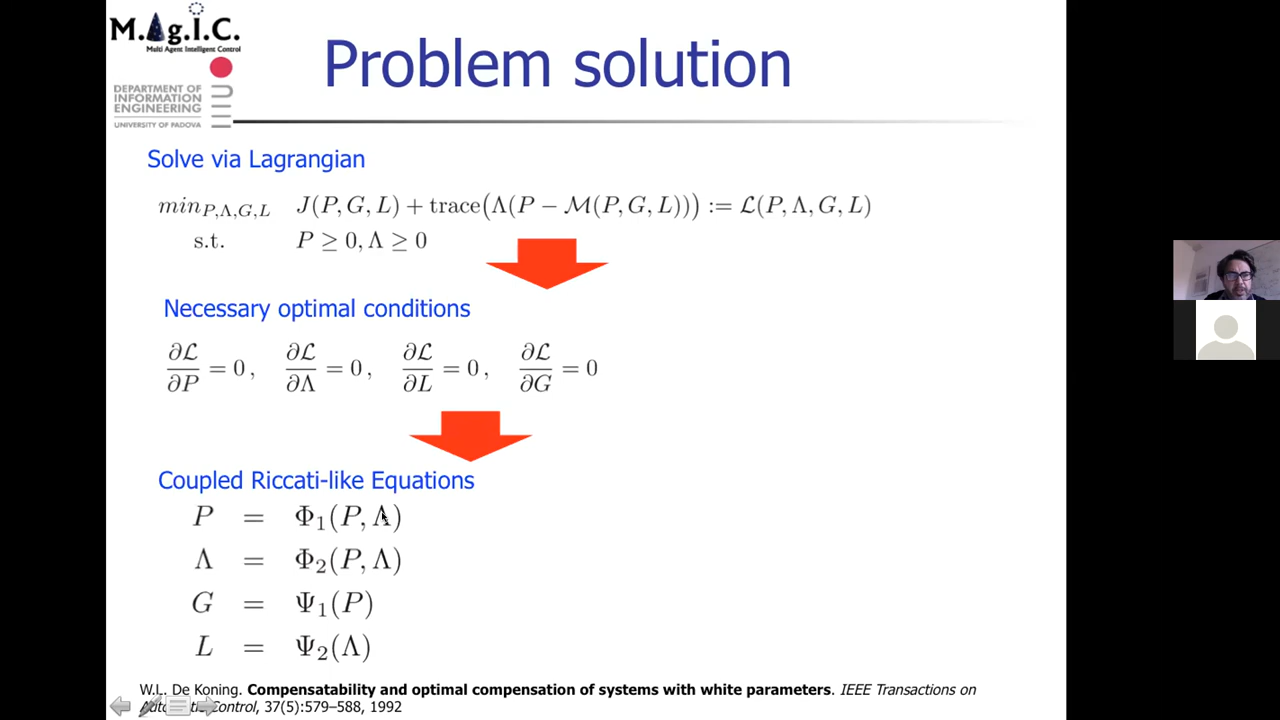 M.AgI.C.
Multi Agent Intelligent Control
DEPARTMENT OF
INFORMATION
ENGINEERING
UNIVERSITY OF PADOVA
Problem solution
Solve via Lagrangian
min_{P,Λ,G,L} J(P, G, L) + trace(Λ(P − ℳ(P, G, L))) := ℒ(P, Λ, G, L)
s.t. P ≥ 0, Λ ≥ 0
Necessary optimal conditions
∂ℒ/∂P = 0, ∂ℒ/∂Λ = 0, ∂ℒ/∂L = 0, ∂ℒ/∂G = 0
Coupled Riccati-like Equations
P = Φ₁(P, Λ)
Λ = Φ₂(P, Λ)
G = Ψ₁(P)
L = Ψ₂(Λ)
W.L. De Koning. Compensatability and optimal compensation of systems with white parameters. IEEE Transactions on
Automatic Control, 37(5):579–588, 1992